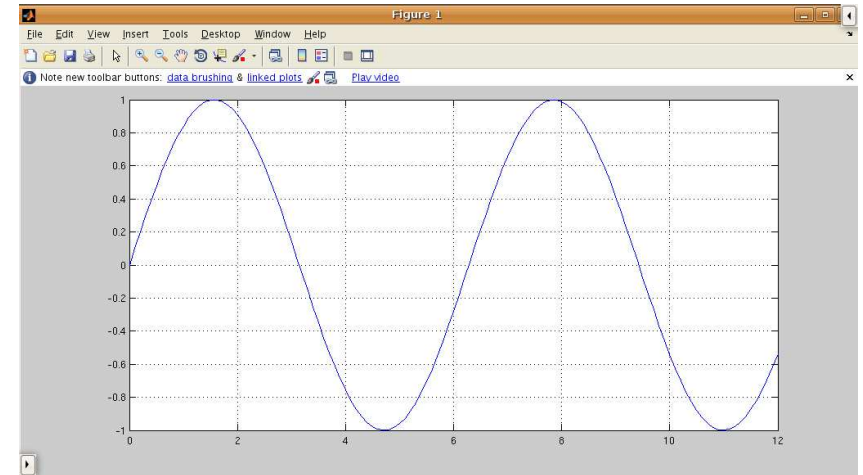 Figure 1
File Edit View Insert Tools Desktop Window Help
Note new toolbar buttons: data brushing & linked plots Play video
1
0.8
0.6
0.4
0.2
0
-0.2
-0.4
-0.6
-0.8
-1
0 2 4 6 8 10 12